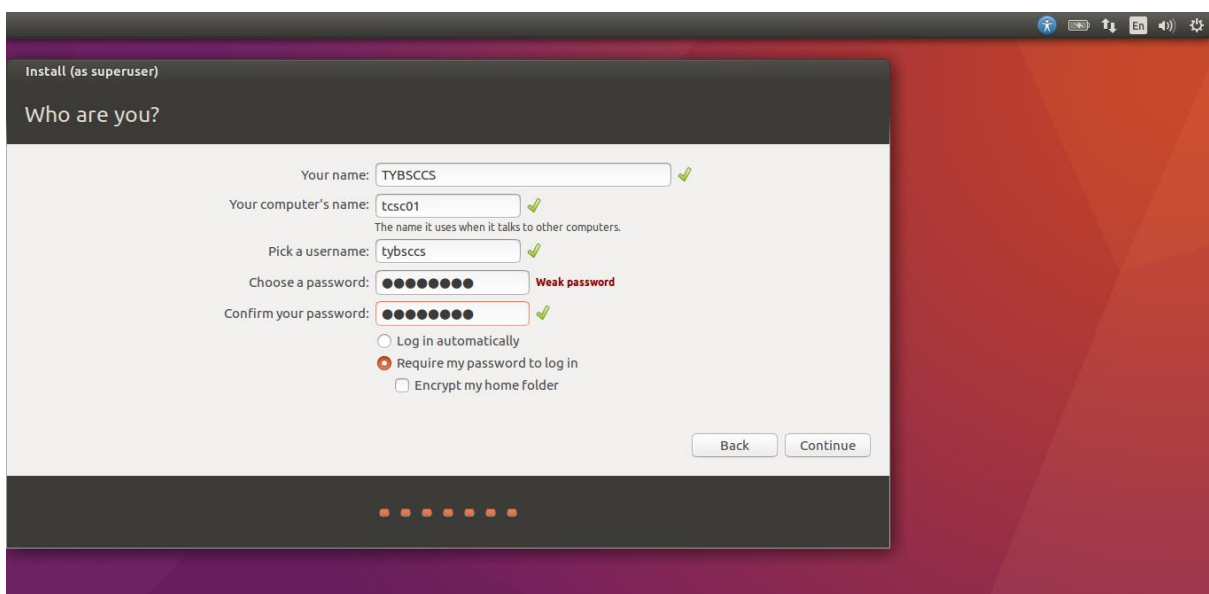 En
Install (as superuser)
Who are you?
Your name: TYBSCCS
Your computer's name: tcsc01
The name it uses when it talks to other computers.
Pick a username: tybsccs
Choose a password: ●●●●●●●● Weak password
Confirm your password: ●●●●●●●●
Log in automatically
Require my password to log in
Encrypt my home folder
Back Continue